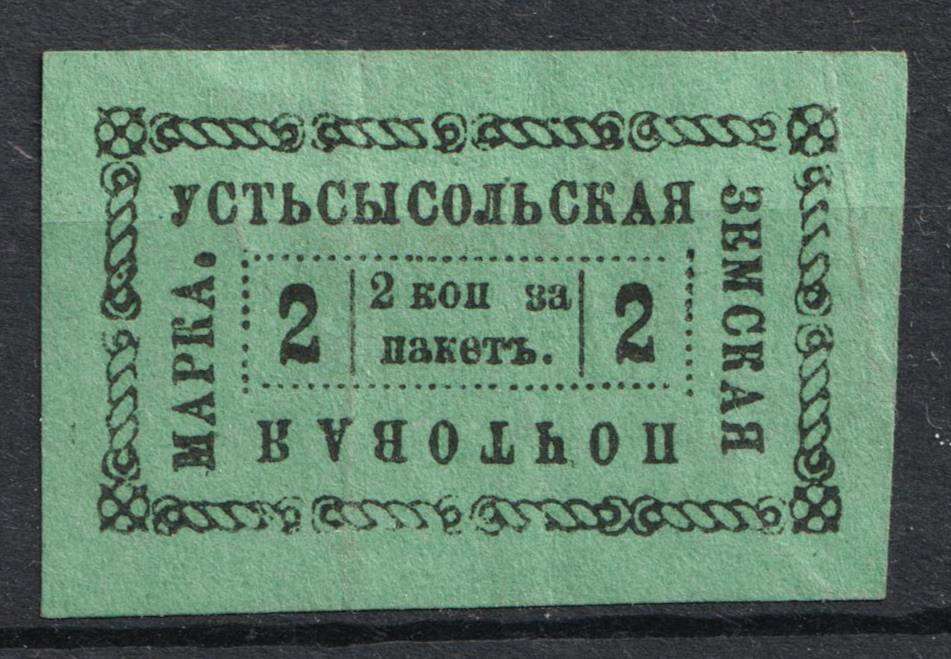 УСТЬСЫСОЛЬСКАЯ
ЗЕМСКАЯ
ПОЧТОВАЯ
МАРКА.
2
2 коп за
пакетъ.
2